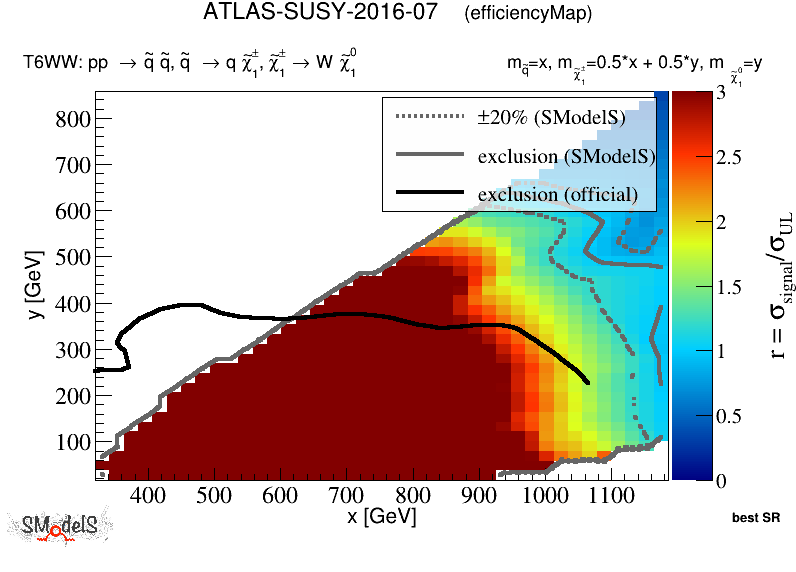 ATLAS-SUSY-2016-07 (efficiencyMap)
T6WW: pp → q̃ q̃, q̃ → q χ̃₁±, χ̃₁± → W χ̃₁⁰
m_q̃=x, m_χ̃₁±=0.5*x + 0.5*y, m_χ̃₁⁰=y
±20% (SModelS)
exclusion (SModelS)
exclusion (official)
y [GeV]
800
700
600
500
400
300
200
100
400 500 600 700 800 900 1000 1100
x [GeV]
3
2.5
2
1.5
1
0.5
0
r = σ_signal/σ_UL
SModelS
best SR